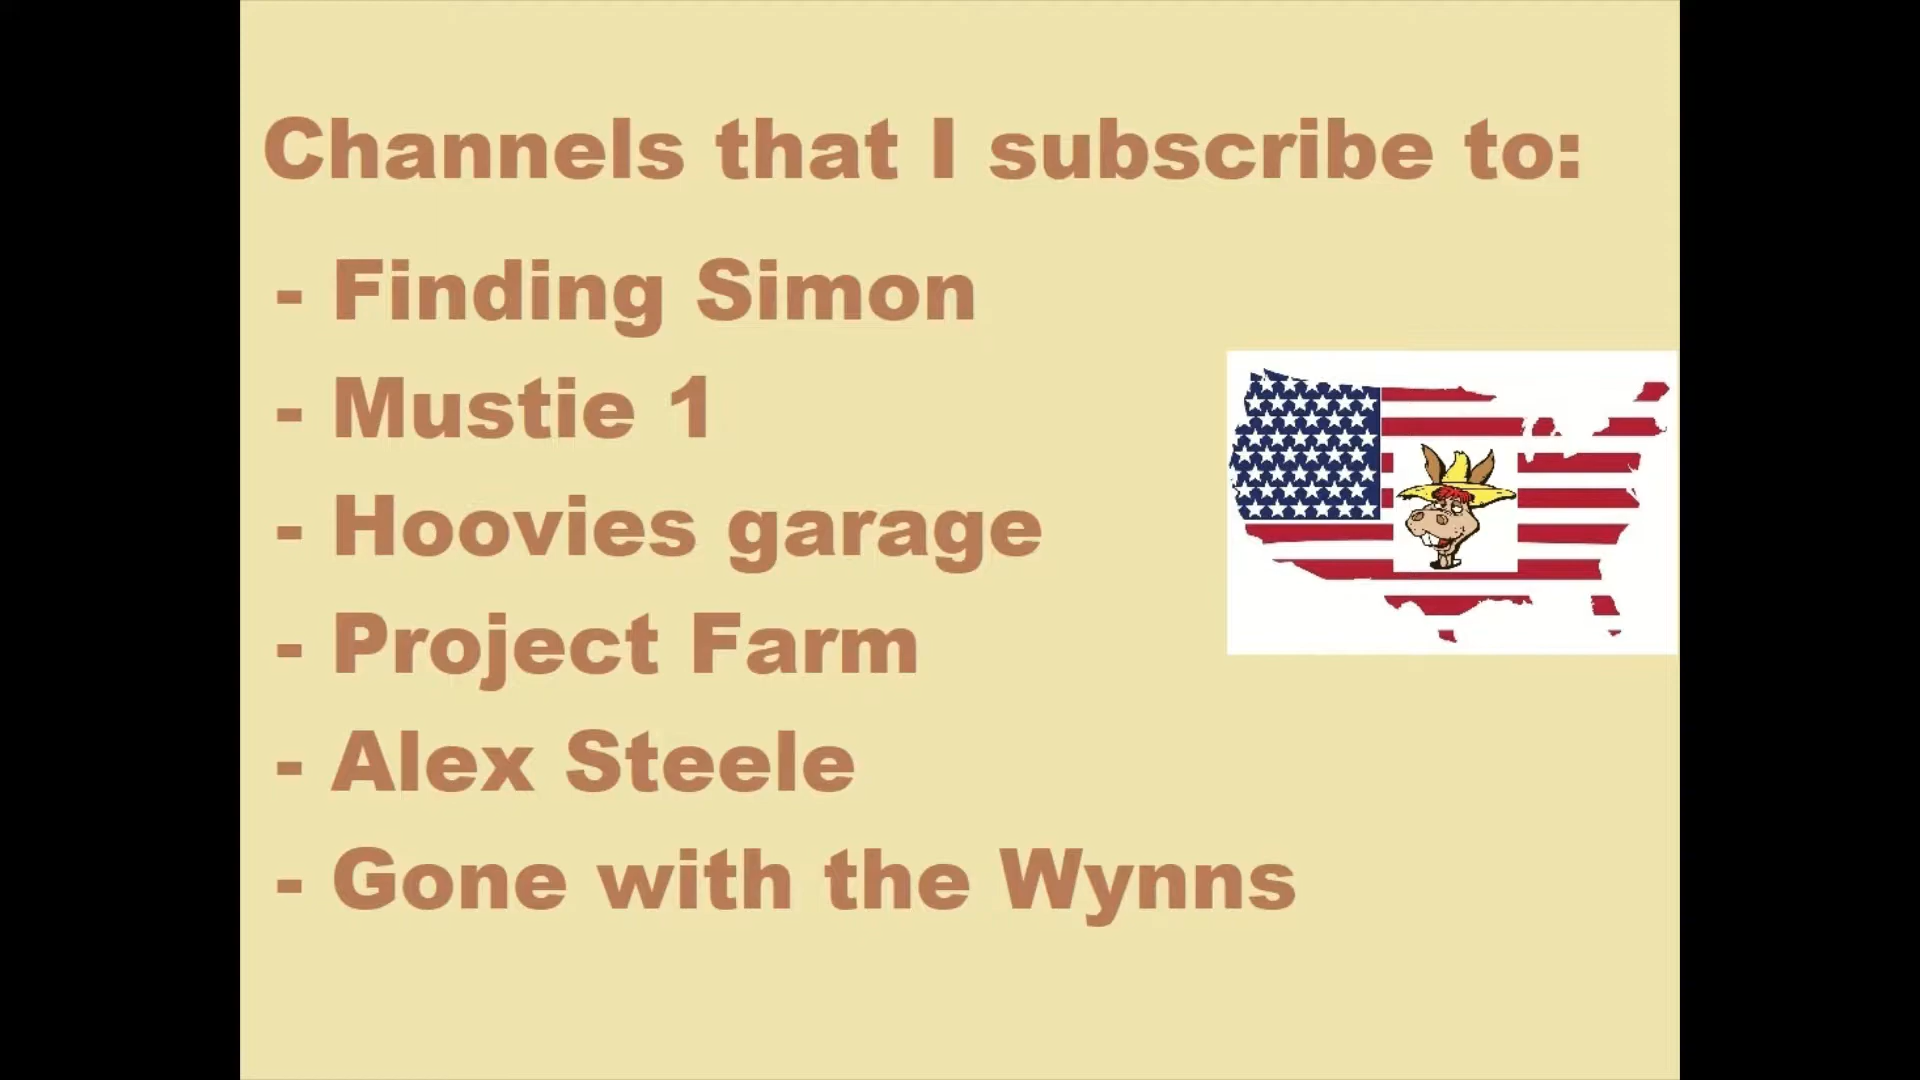 Channels that I subscribe to:
- Finding Simon
- Mustie 1
- Hoovies garage
- Project Farm
- Alex Steele
- Gone with the Wynns